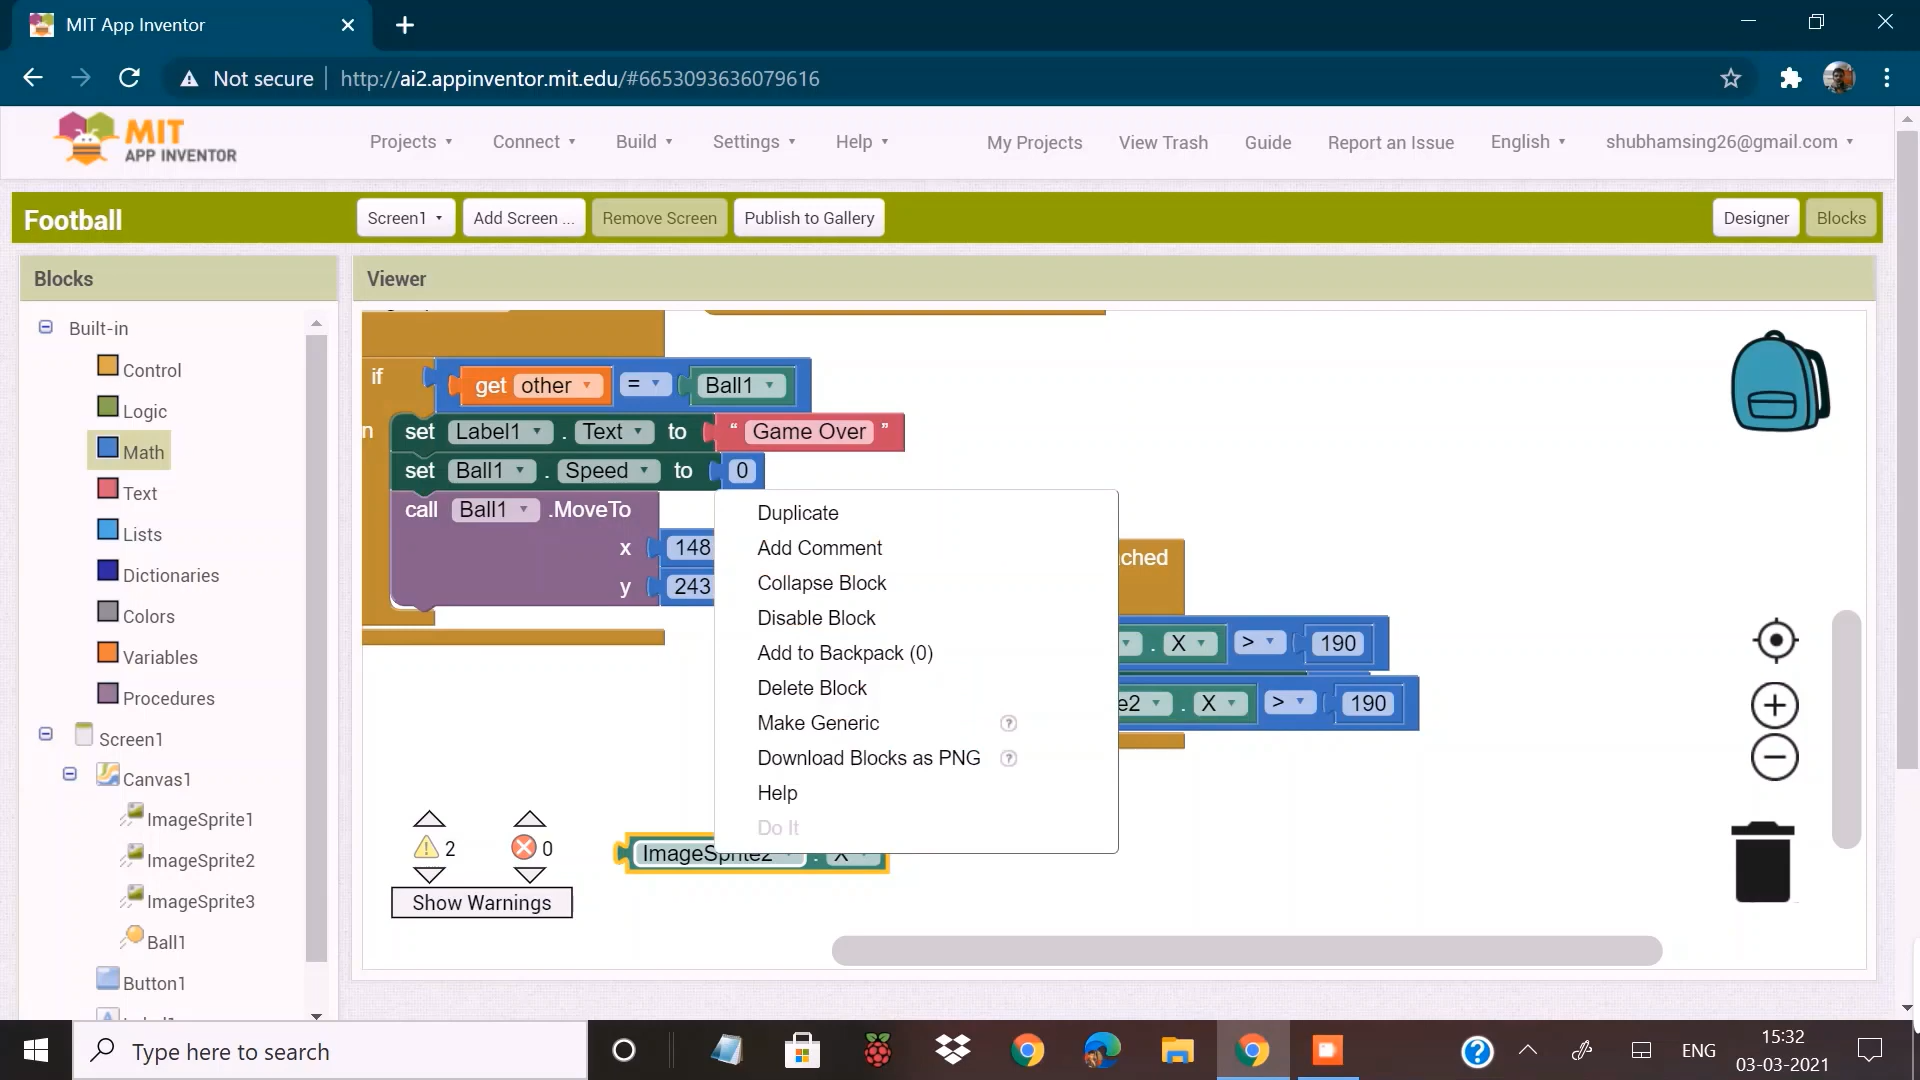 MIT App Inventor
Not secure
http://ai2.appinventor.mit.edu/#6653093636079616
MIT
APP INVENTOR
Projects
Connect
Build
Settings
Help
My Projects
View Trash
Guide
Report an Issue
English
shubhamsing26@gmail.com
Football
Screen1
Add Screen ...
Remove Screen
Publish to Gallery
Designer
Blocks
Blocks
Viewer
Built-in
Control
Logic
Math
Text
Lists
Dictionaries
Colors
Variables
Procedures
Screen1
Canvas1
ImageSprite1
ImageSprite2
ImageSprite3
Ball1
Button1
if get other = Ball1
n set Label1 . Text to “ Game Over ”
set Ball1 . Speed to 0
call Ball1 .MoveTo
x 148
y 243
Duplicate
Add Comment
Collapse Block
Disable Block
Add to Backpack (0)
Delete Block
Make Generic ?
Download Blocks as PNG ?
Help
Do It
ched
. X > 190
e2 . X > 190
ImageSprite2 . X
2
0
Show Warnings
Type here to search
ENG
15:32
03-03-2021